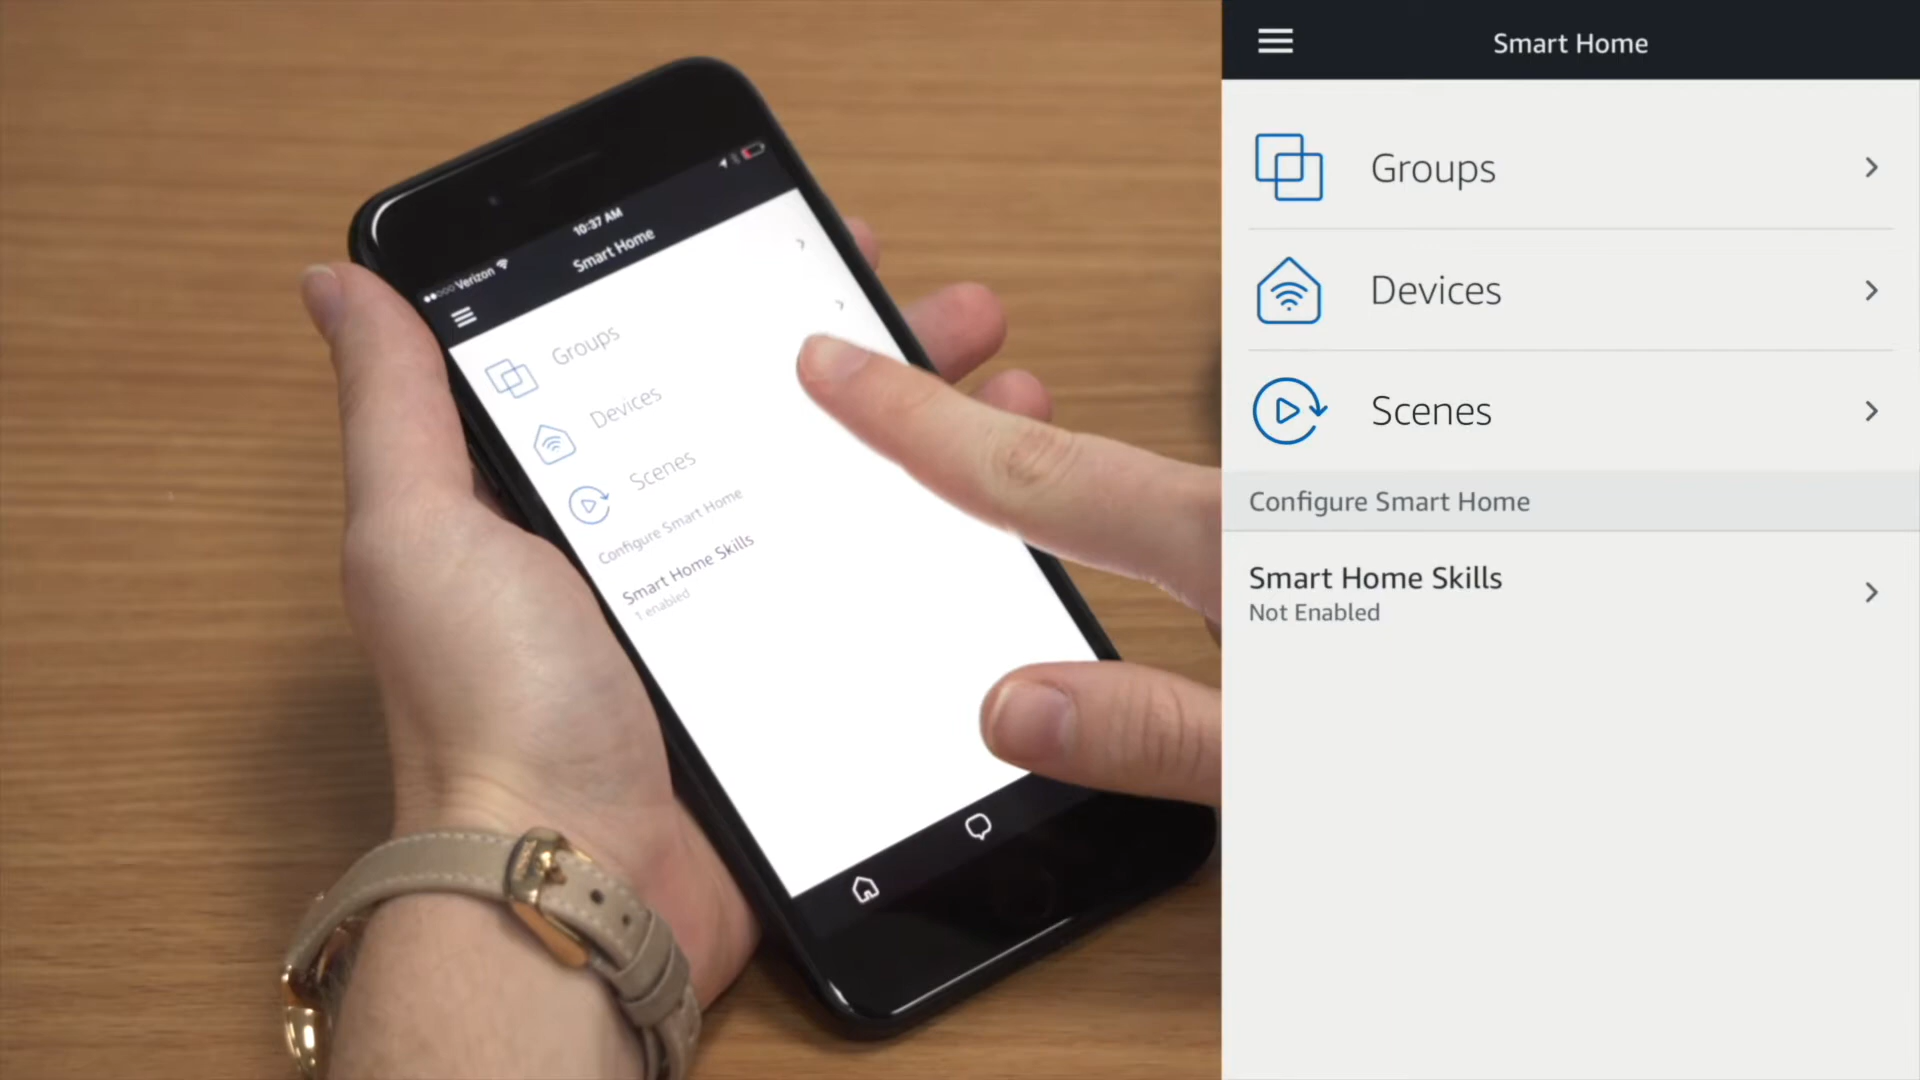 Verizon
10:37 AM
Smart Home
Groups
Devices
Scenes
Configure Smart Home
Smart Home Skills
1 enabled
Smart Home
Groups
Devices
Scenes
Configure Smart Home
Smart Home Skills
Not Enabled